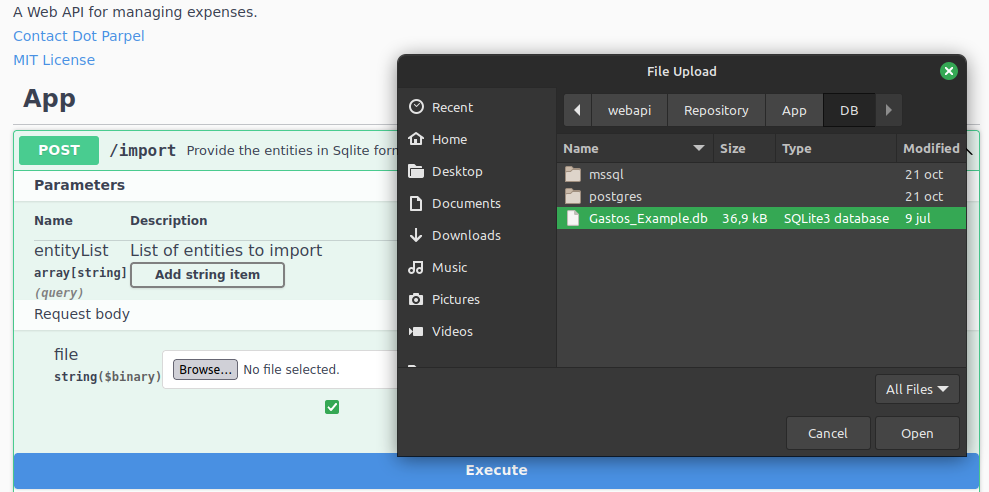 A Web API for managing expenses.
Contact Dot Parpel
MIT License
App
POST /import Provide the entities in Sqlite form
Parameters
Name Description
entityList List of entities to import
array[string] Add string item
(query)
Request body
file
string($binary) Browse... No file selected.
Execute
File Upload
Recent
Home
Desktop
Documents
Downloads
Music
Pictures
Videos
webapi Repository App DB
Name Size Type Modified
mssql 21 oct
postgres 21 oct
Gastos_Example.db 36,9 kB SQLite3 database 9 jul
All Files
Cancel Open